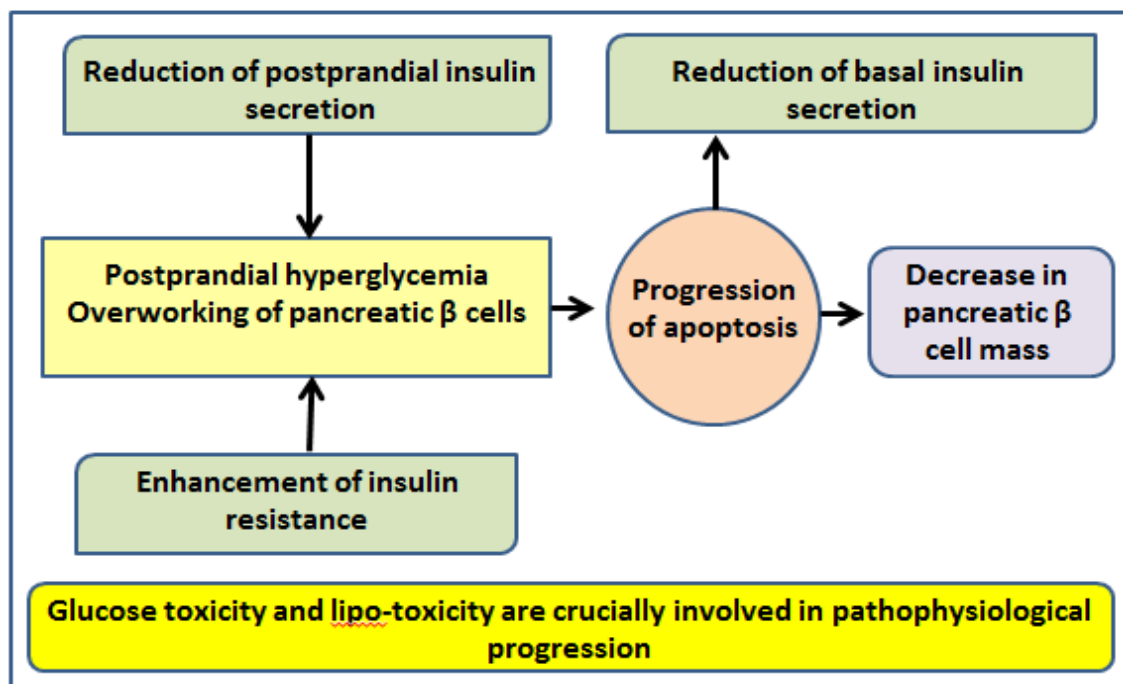 Reduction of postprandial insulin
secretion
Reduction of basal insulin
secretion
Postprandial hyperglycemia
Overworking of pancreatic β cells
Progression
of apoptosis
Decrease in
pancreatic β
cell mass
Enhancement of insulin
resistance
Glucose toxicity and lipo-toxicity are crucially involved in pathophysiological
progression